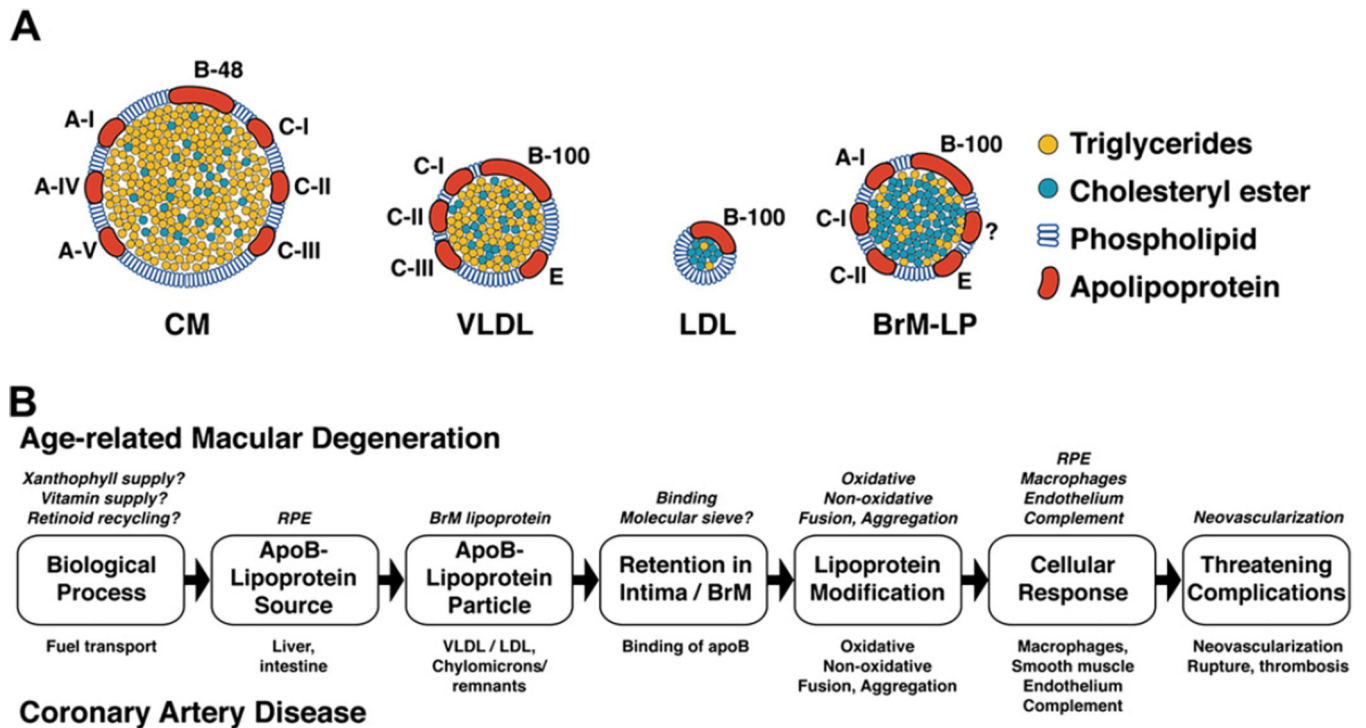 A
B-48
A-I
C-I
A-IV
C-II
A-V
C-III
CM
C-I
B-100
C-II
C-III
E
VLDL
B-100
LDL
A-I
B-100
C-I
?
C-II
E
BrM-LP
Triglycerides
Cholesteryl ester
Phospholipid
Apolipoprotein
B
Age-related Macular Degeneration
Xanthophyll supply?
Vitamin supply?
Retinoid recycling?
Biological
Process
Fuel transport
RPE
ApoB-
Lipoprotein
Source
Liver,
intestine
BrM lipoprotein
ApoB-
Lipoprotein
Particle
VLDL / LDL,
Chylomicrons/
remnants
Binding
Molecular sieve?
Retention in
Intima / BrM
Binding of apoB
Oxidative
Non-oxidative
Fusion, Aggregation
Lipoprotein
Modification
Oxidative
Non-oxidative
Fusion, Aggregation
RPE
Macrophages
Endothelium
Complement
Cellular
Response
Macrophages,
Smooth muscle
Endothelium
Complement
Neovascularization
Threatening
Complications
Neovascularization
Rupture, thrombosis
Coronary Artery Disease